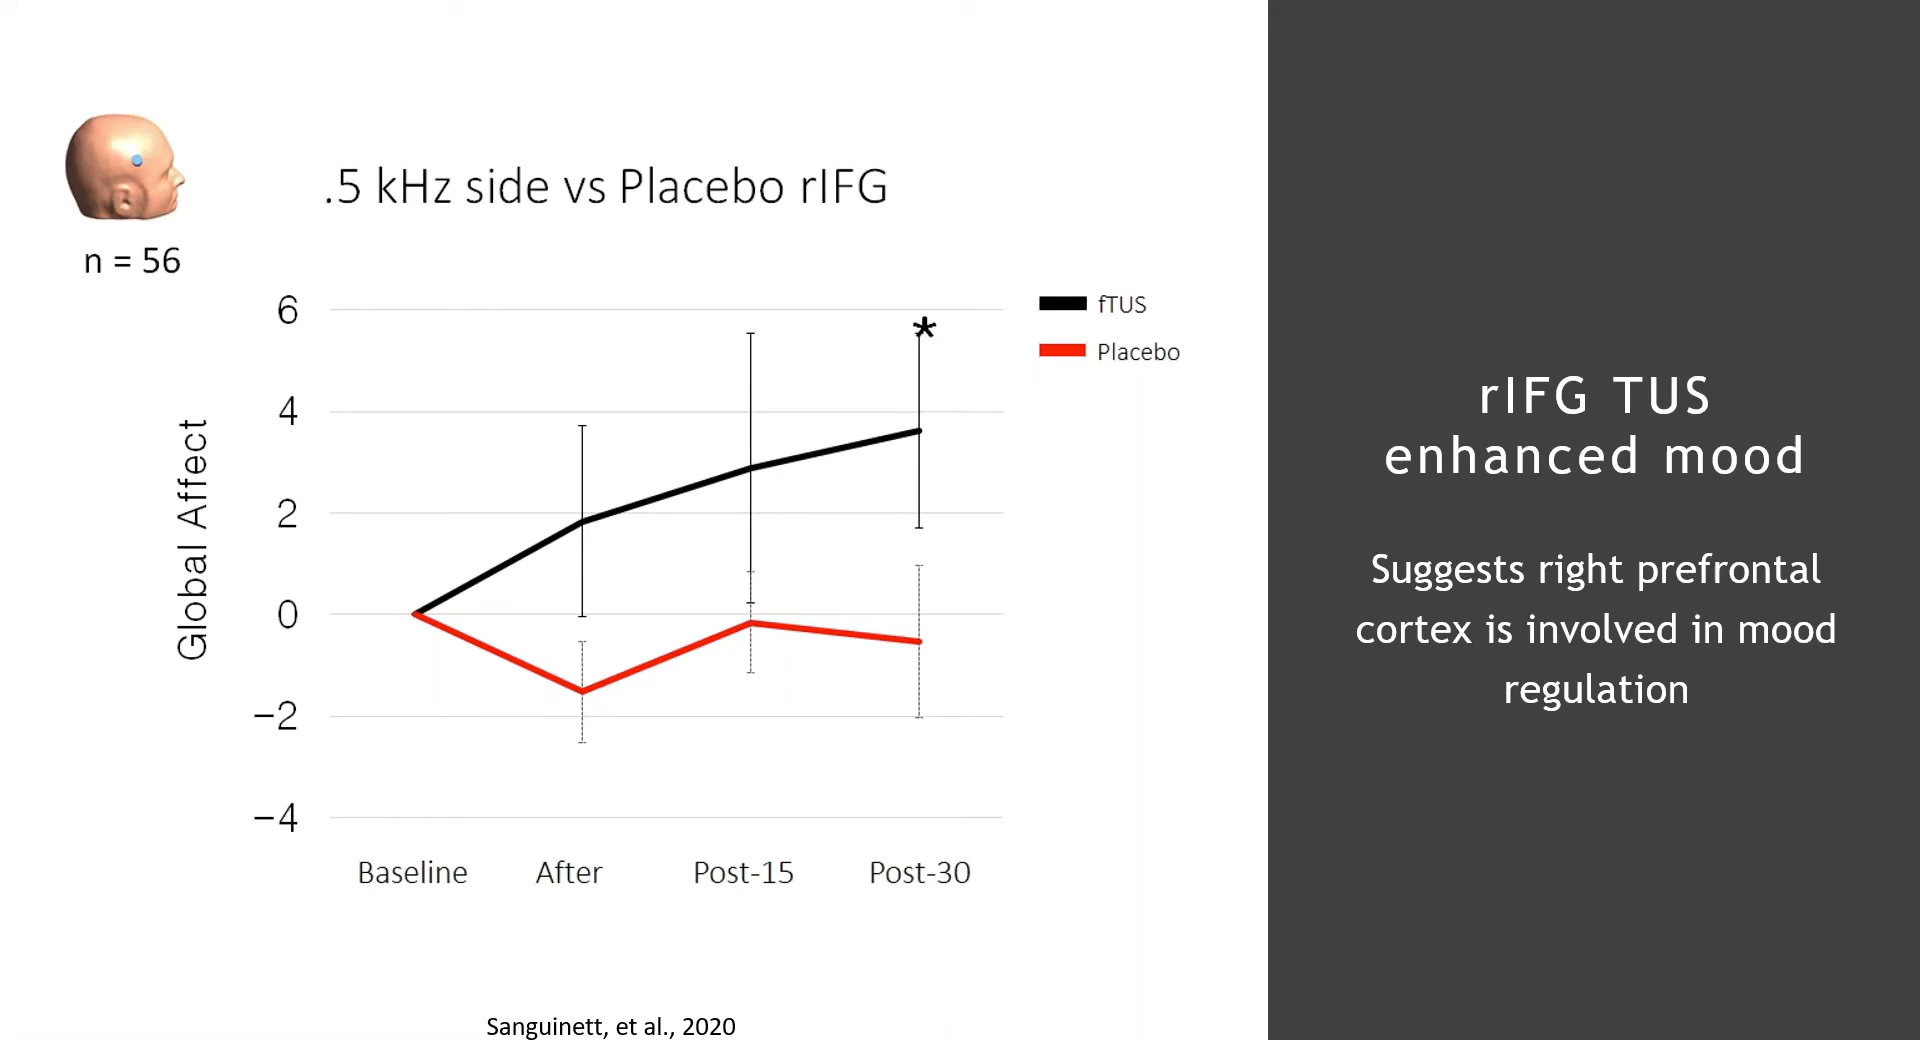 .5 kHz side vs Placebo rIFG
n = 56
fTUS
Placebo
*
6
4
2
0
−2
−4
Global Affect
Baseline
After
Post-15
Post-30
Sanguinett, et al., 2020
rIFG TUS
enhanced mood
Suggests right prefrontal
cortex is involved in mood
regulation